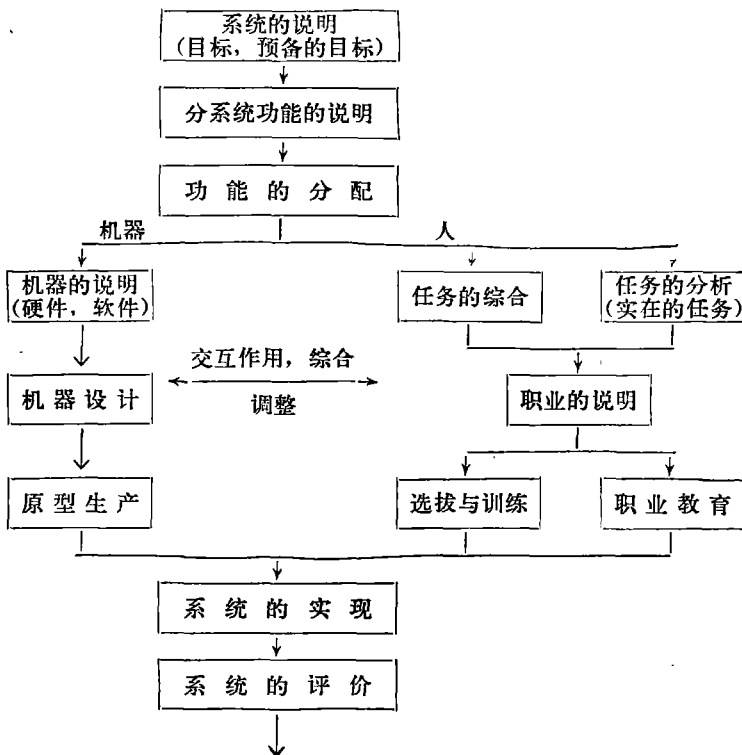 系统的说明
(目标，预备的目标)
分系统功能的说明
功能的分配
机器
人
机器的说明
(硬件，软件)
任务的综合
任务的分析
(实在的任务)
交互作用，综合
调整
机器设计
职业的说明
原型生产
选拔与训练
职业教育
系统的实现
系统的评价